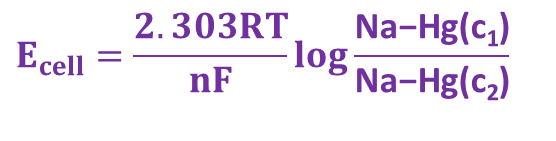 E_cell = 2.303RT/nF log Na−Hg(c₁)/Na−Hg(c₂)